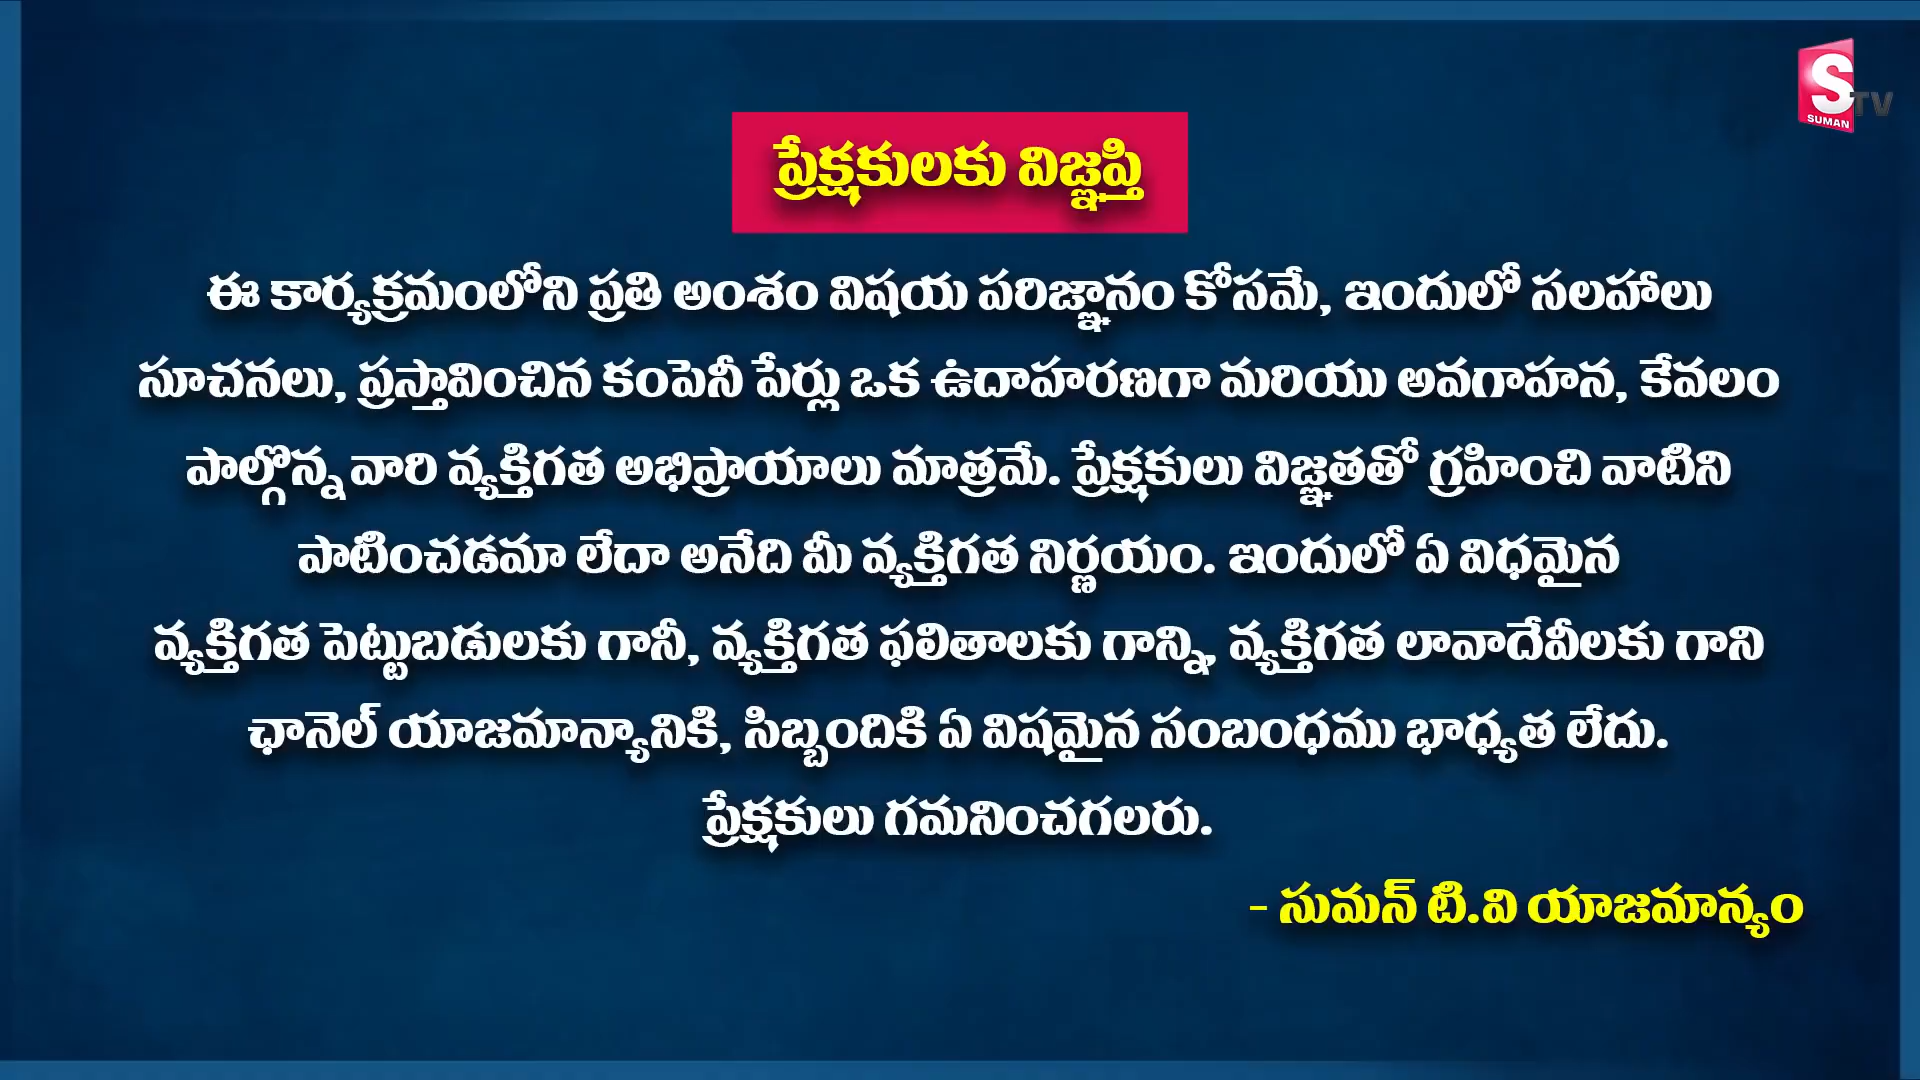 S TV
SUMAN
ప్రేక్షకులకు విజ్ఞప్తి
ఈ కార్యక్రమంలోని ప్రతి అంశం విషయ పరిజ్ఞానం కోసమే, ఇందులో సలహాలు
సూచనలు, ప్రస్తావించిన కంపెనీ పేర్లు ఒక ఉదాహరణగా మరియు అవగాహన, కేవలం
పాల్గొన్న వారి వ్యక్తిగత అభిప్రాయాలు మాత్రమే. ప్రేక్షకులు విజ్ఞతతో గ్రహించి వాటిని
పాటించడమా లేదా అనేది మీ వ్యక్తిగత నిర్ణయం. ఇందులో ఏ విధమైన
వ్యక్తిగత పెట్టుబడులకు గానీ, వ్యక్తిగత ఫలితాలకు గాన్ని, వ్యక్తిగత లావాదేవీలకు గాని
ఛానెల్ యాజమాన్యానికి, సిబ్బందికి ఏ విషమైన సంబంధము భాధ్యత లేదు.
ప్రేక్షకులు గమనించగలరు.
- సుమన్ టి.వి యాజమాన్యం